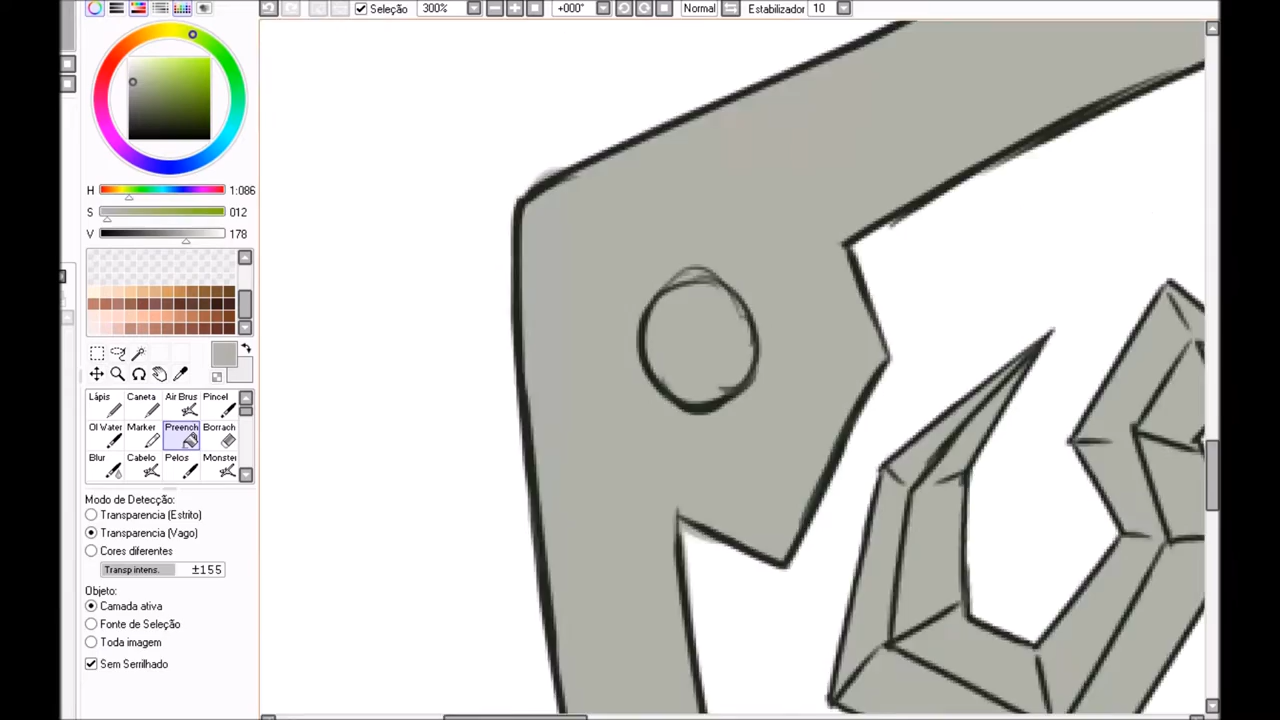 Seleção 300% +000° Normal Estabilizador 10
H 1:086
S 012
V 178
Lápis Caneta Air Brus Pincel
Ol Water Marker Preench Borrach
Blur Cabelo Pelos Monster
Modo de Detecção:
Transparencia (Estrito)
Transparencia (Vago)
Cores diferentes
Transp intens. ±155
Objeto:
Camada ativa
Fonte de Seleção
Toda imagem
Sem Serrilhado